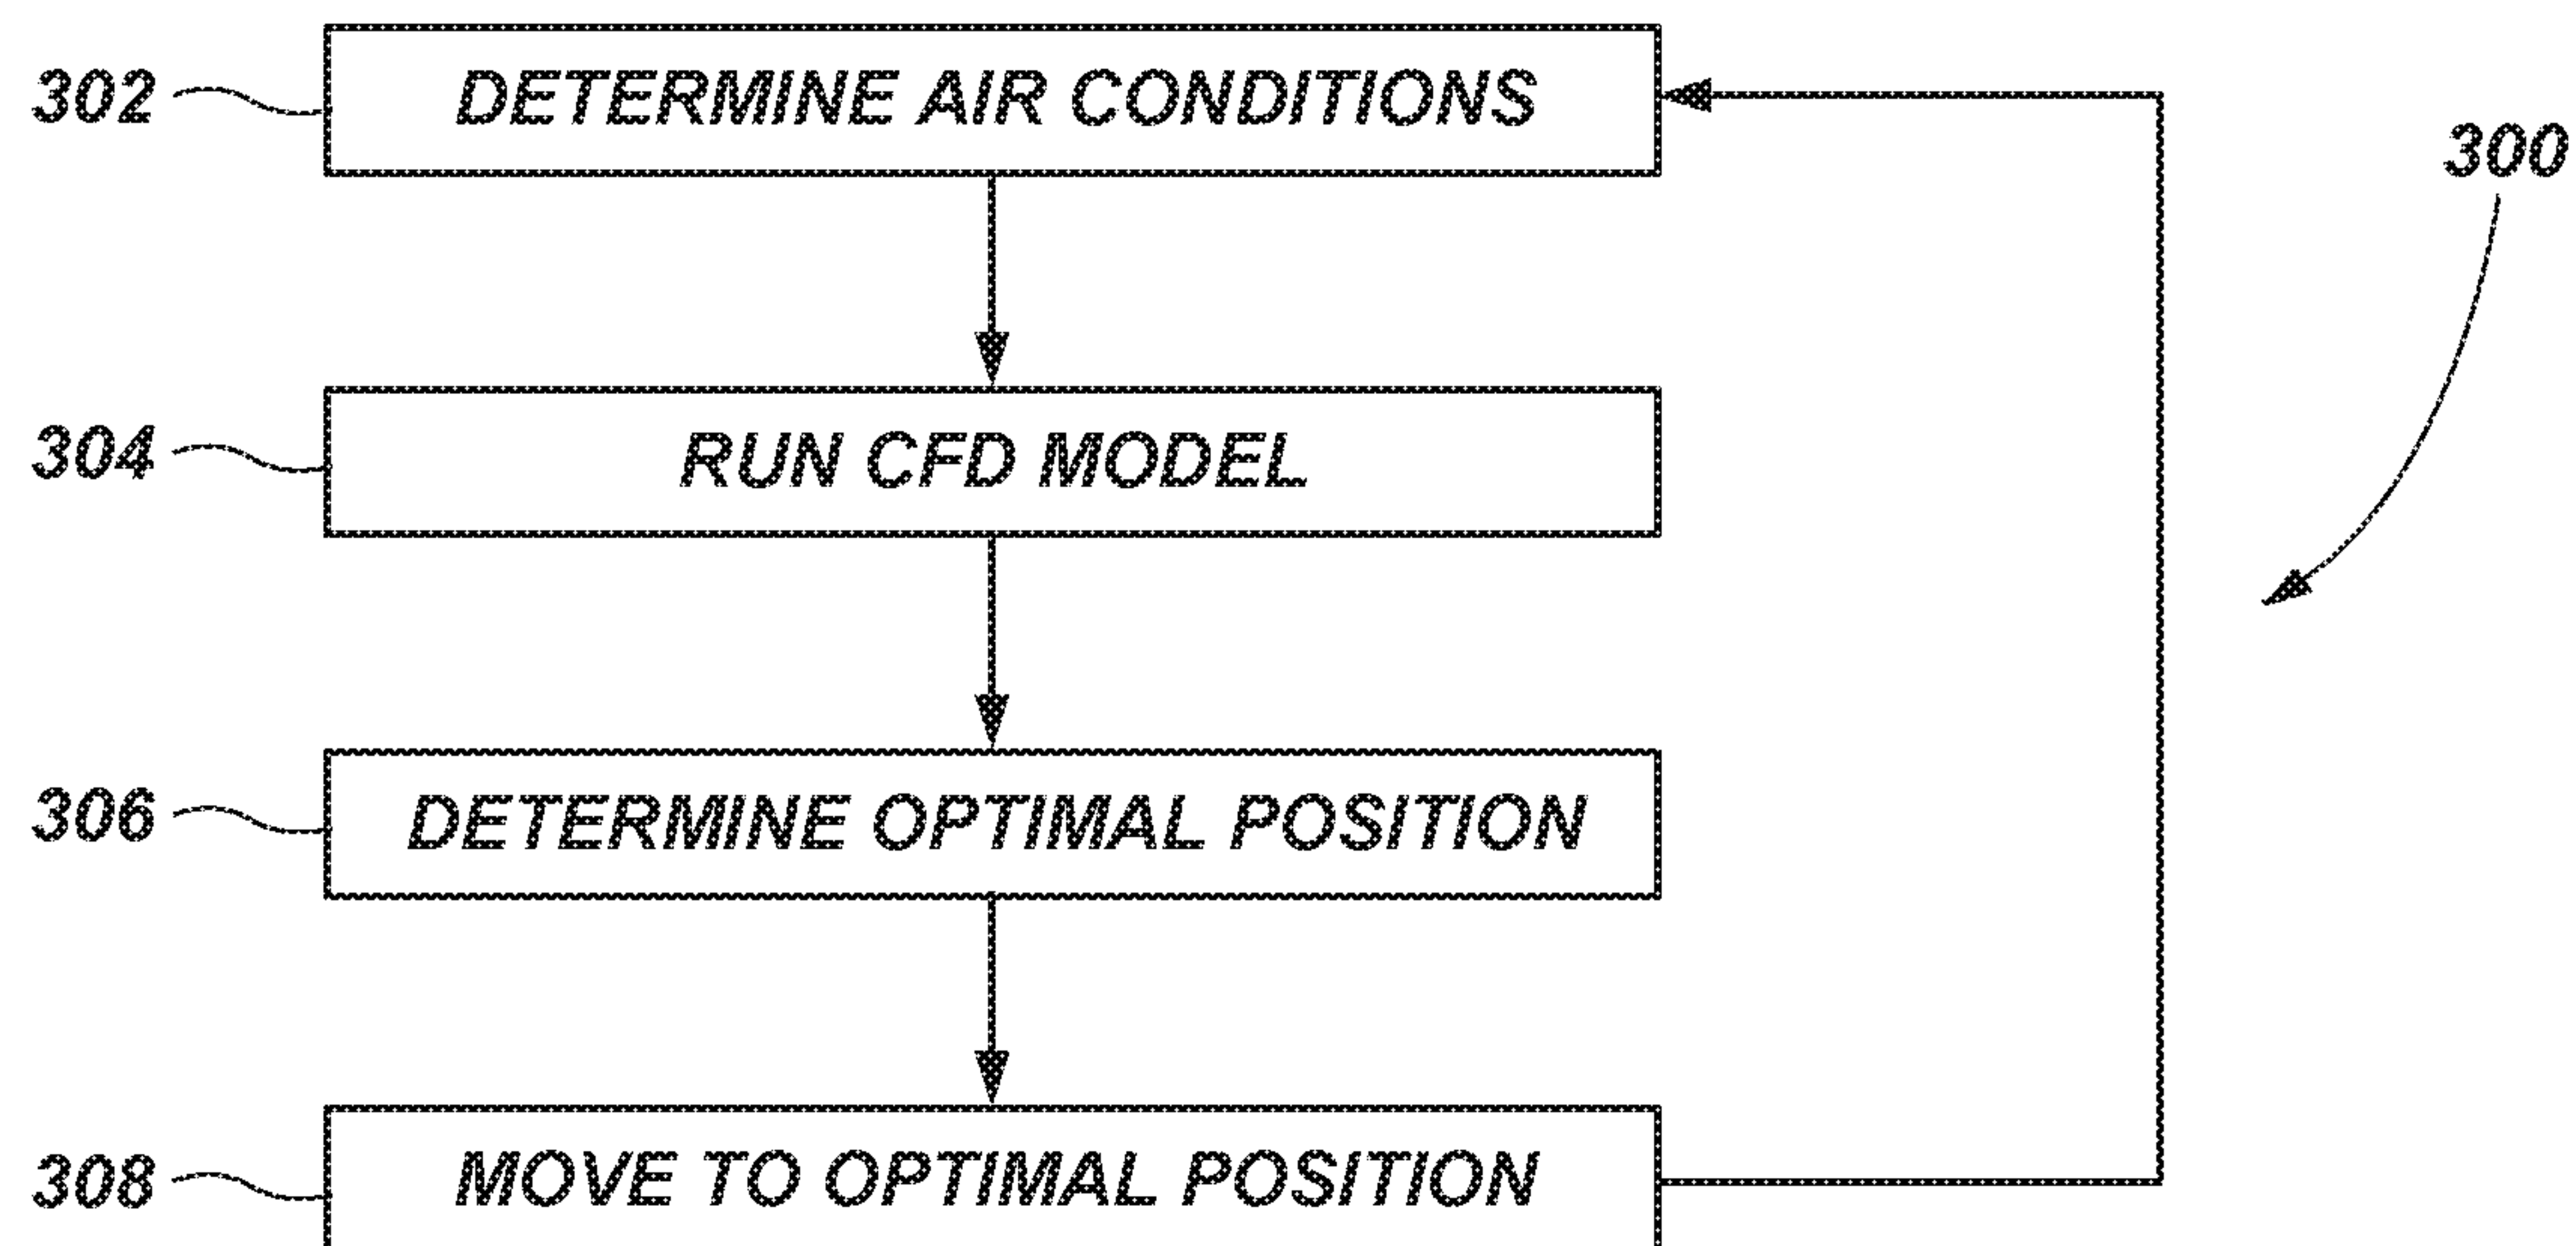 302 DETERMINE AIR CONDITIONS
300
304 RUN CFD MODEL
306 DETERMINE OPTIMAL POSITION
308 MOVE TO OPTIMAL POSITION